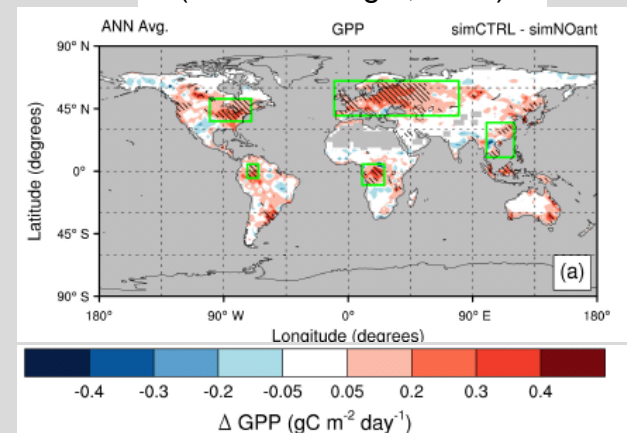 ANN Avg. GPP simCTRL - simNOant
90° N
45° N
0°
45° S
90° S
Latitude (degrees)
(a)
180° 90° W 0° 90° E 180°
Longitude (degrees)
-0.4 -0.3 -0.2 -0.05 0.05 0.2 0.3 0.4
Δ GPP (gC m⁻² day⁻¹)